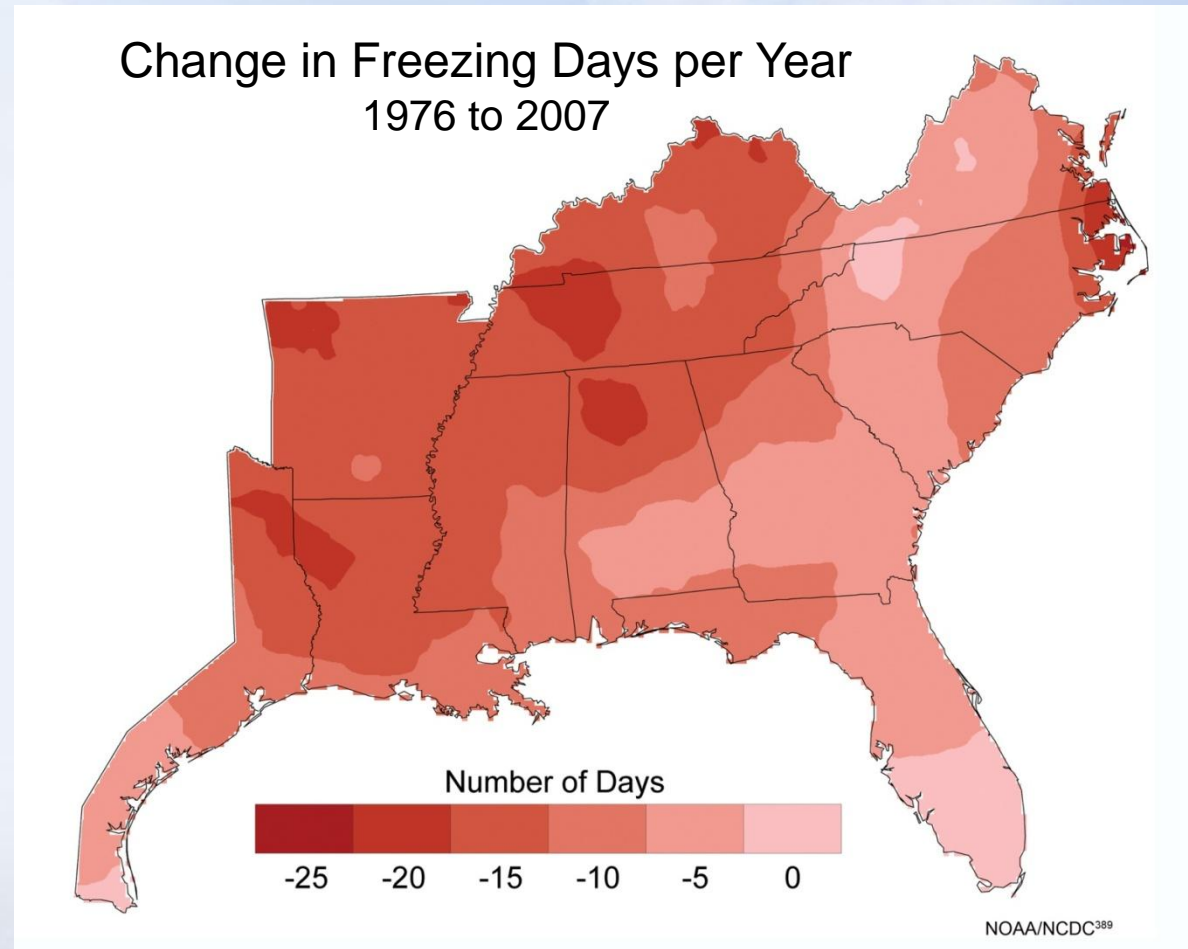 Change in Freezing Days per Year
1976 to 2007
Number of Days
-25 -20 -15 -10 -5 0
NOAA/NCDC389